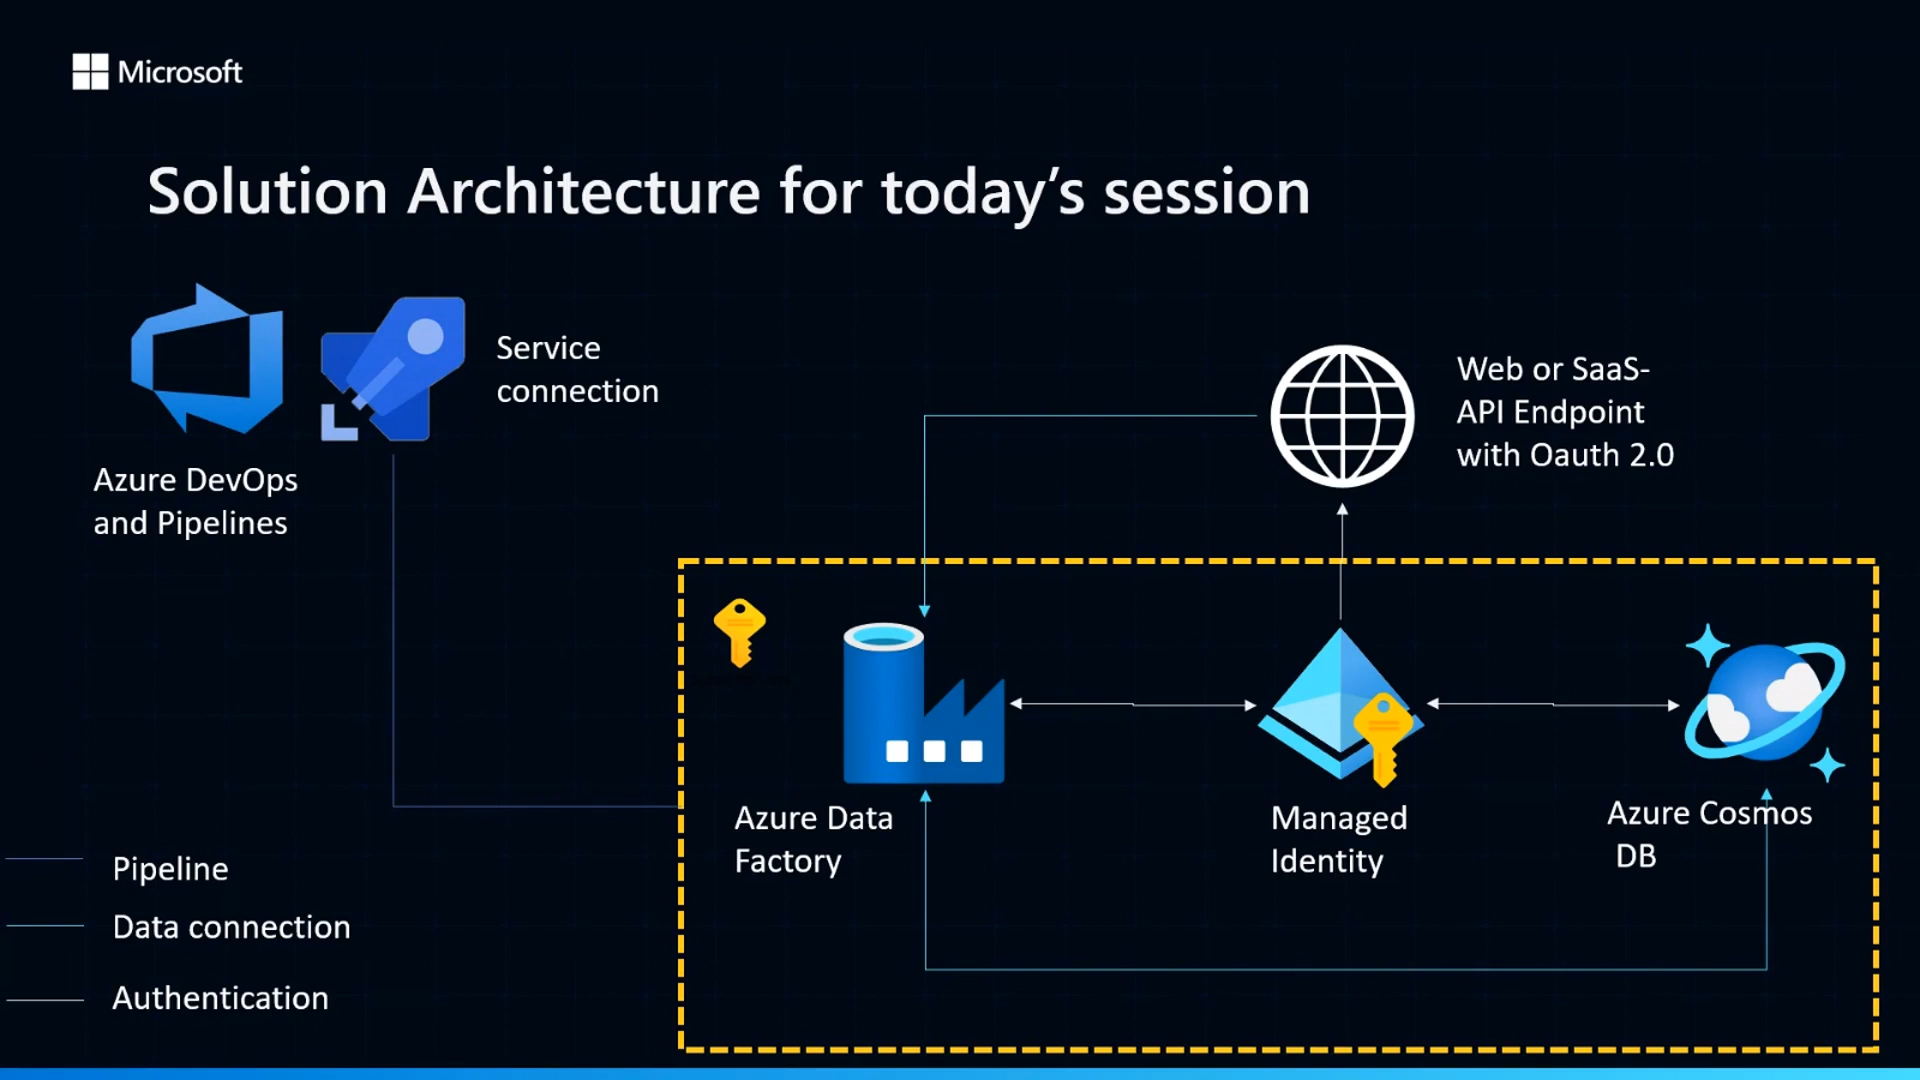 Microsoft
Solution Architecture for today's session
Service
connection
Azure DevOps
and Pipelines
Web or SaaS-
API Endpoint
with Oauth 2.0
Azure Data
Factory
Managed
Identity
Azure Cosmos
DB
Pipeline
Data connection
Authentication